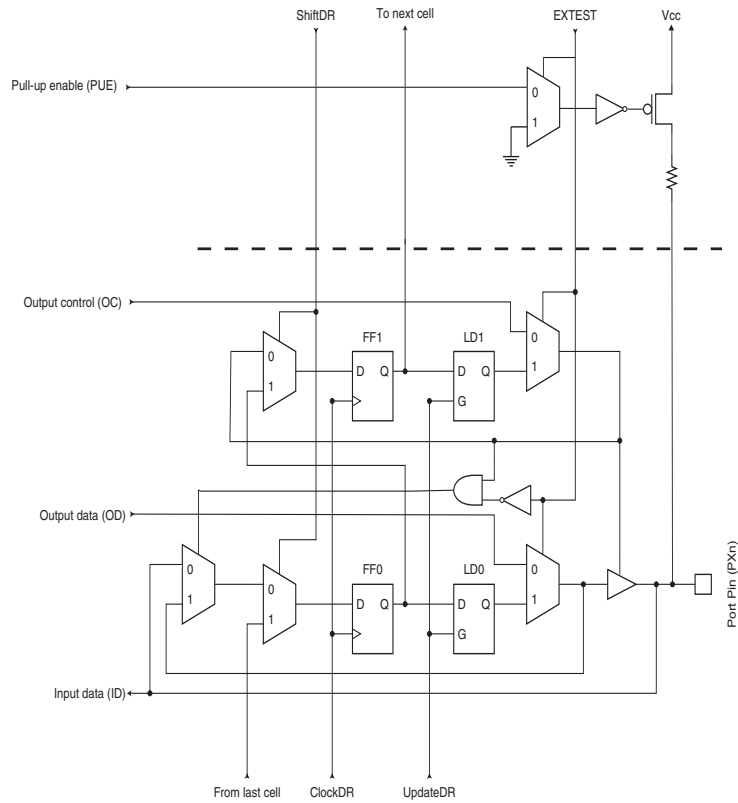 ShiftDR To next cell EXTEST Vcc
Pull-up enable (PUE)
0
1
Output control (OC)
FF1 LD1
0
0
D Q D Q 1
1
G
Output data (OD)
FF0 LD0
0
0
0
D Q D Q 1
1
1
G
Port Pin (PXn)
Input data (ID)
From last cell ClockDR UpdateDR